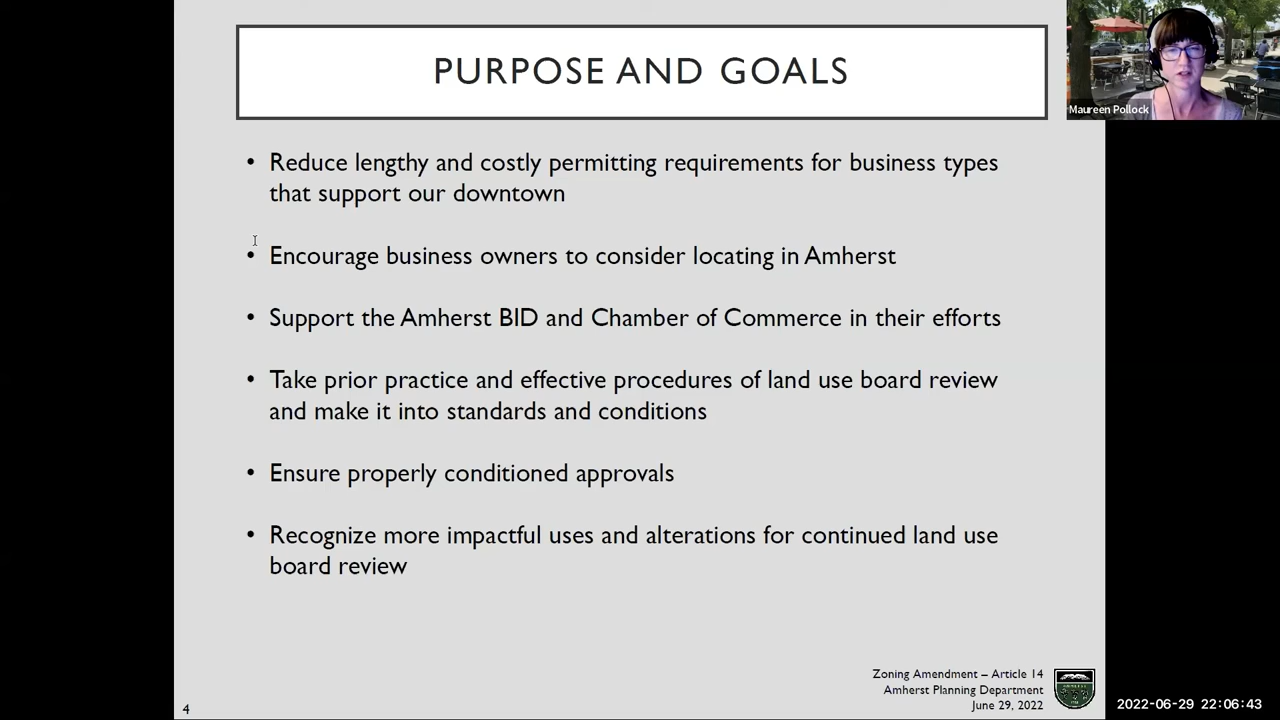 PURPOSE AND GOALS
Maureen Pollock
• Reduce lengthy and costly permitting requirements for business types
that support our downtown
• Encourage business owners to consider locating in Amherst
• Support the Amherst BID and Chamber of Commerce in their efforts
• Take prior practice and effective procedures of land use board review
and make it into standards and conditions
• Ensure properly conditioned approvals
• Recognize more impactful uses and alterations for continued land use
board review
Zoning Amendment – Article 14
Amherst Planning Department
June 29, 2022
4
2022-06-29 22:06:43